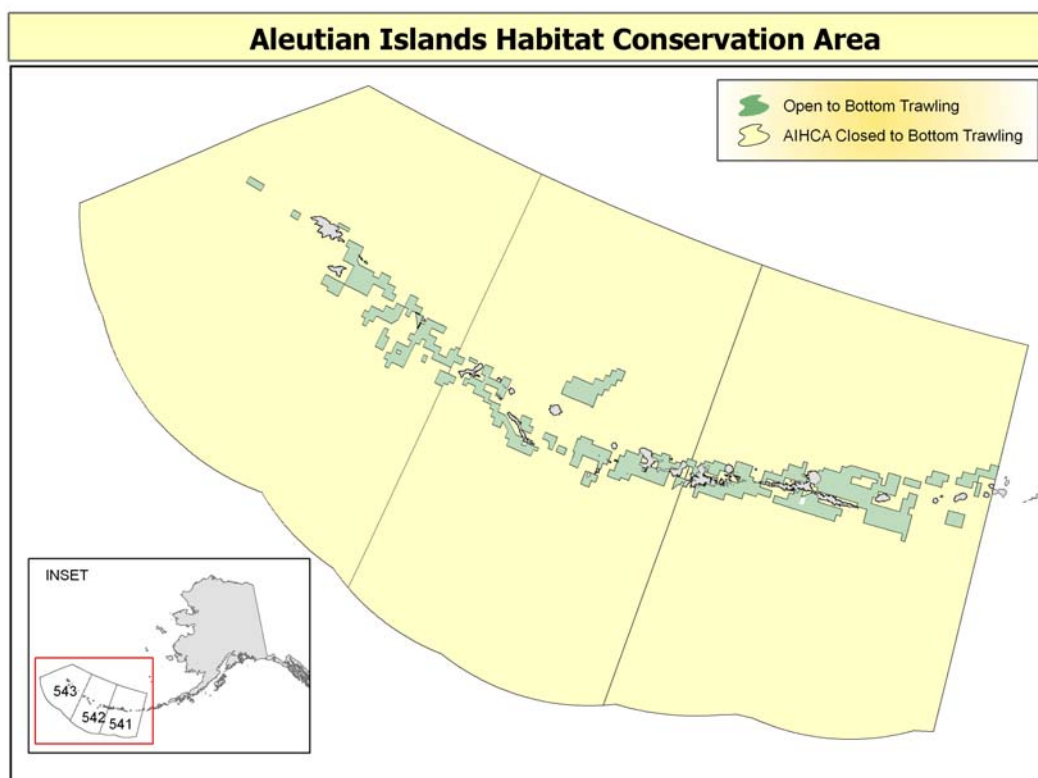 Aleutian Islands Habitat Conservation Area
Open to Bottom Trawling
AIHCA Closed to Bottom Trawling
INSET
543
542
541